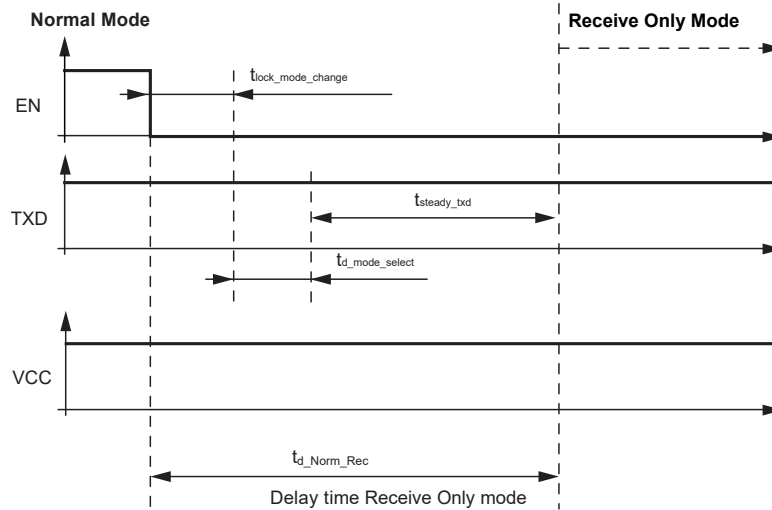 Normal Mode
Receive Only Mode
tlock_mode_change
EN
tsteady_txd
TXD
td_mode_select
VCC
td_Norm_Rec
Delay time Receive Only mode